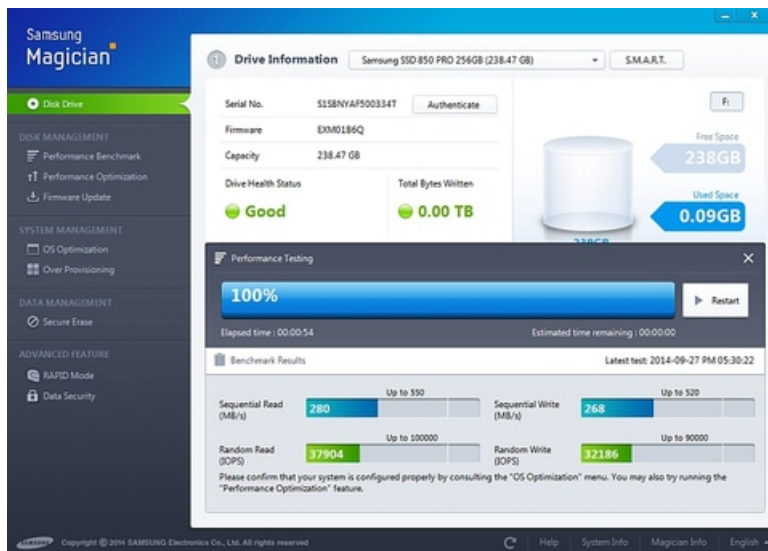 Samsung
Magician
Disk Drive
DISK MANAGEMENT
Performance Benchmark
Performance Optimization
Firmware Update
SYSTEM MANAGEMENT
OS Optimization
Over Provisioning
DATA MANAGEMENT
Secure Erase
ADVANCED FEATURE
RAPID Mode
Data Security
1 Drive Information Samsung SSD 850 PRO 256GB (238.47 GB) S.M.A.R.T.
Serial No. S1SBNYAF500334T Authenticate
Firmware EXM01B6Q
Capacity 238.47 GB
Drive Health Status Total Bytes Written
Good 0.00 TB
F:
Free Space
238GB
Used Space
0.09GB
238GB
Performance Testing
100%
Restart
Elapsed time : 00:00:54 Estimated time remaining : 00:00:00
Benchmark Results Latest test: 2014-09-27 PM 05:30:22
Up to 550 Up to 520
Sequential Read 280 Sequential Write 268
(MB/s) (MB/s)
Up to 100000 Up to 90000
Random Read 37904 Random Write 32186
(IOPS) (IOPS)
Please confirm that your system is configured properly by consulting the "OS Optimization" menu. You may also try running the
"Performance Optimization" feature.
SAMSUNG Copyright © 2014 SAMSUNG Electronics Co., Ltd. All rights reserved Help System Info Magician Info English